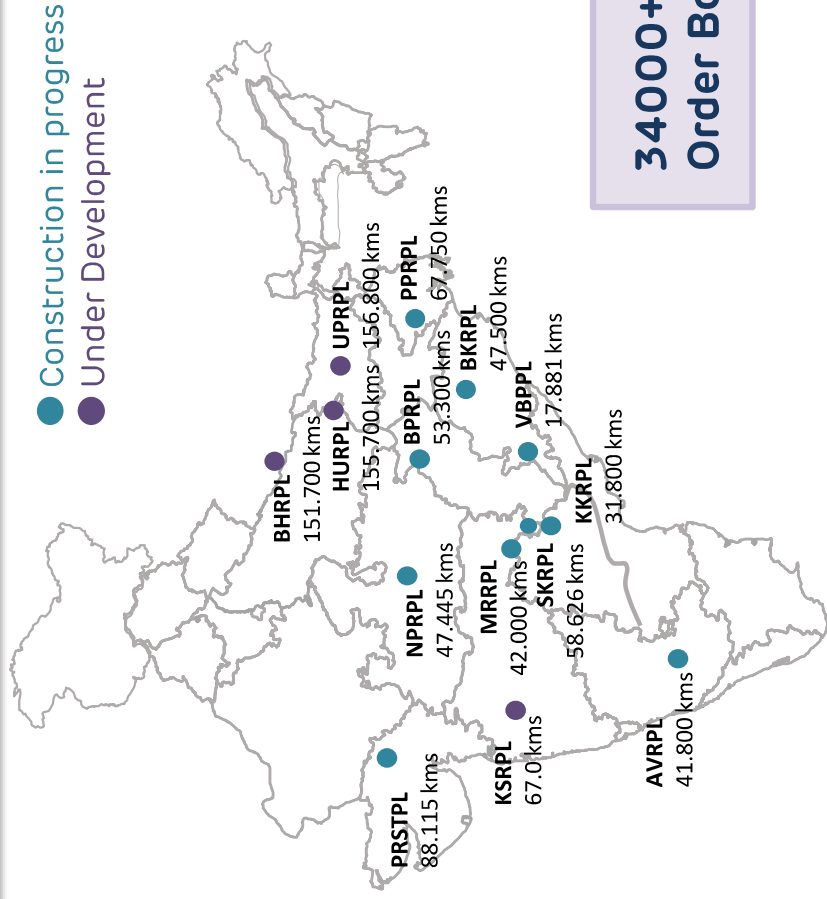 Construction in progress
Under Development
BHRPL
151.700 kms
HURPL
155.700 kms
UPRPL
156.800 kms
PPRPL
67.750 kms
BPRPL
53.300 kms
BKRPL
47.500 kms
VBPPL
17.881 kms
KKRPL
31.800 kms
NPRPL
47.445 kms
MRRPL
42.000 kms
SKRPL
58.626 kms
PRSTPL
88.115 kms
KSRPL
67.0 kms
AVRPL
41.800 kms
34000+
Order Bo